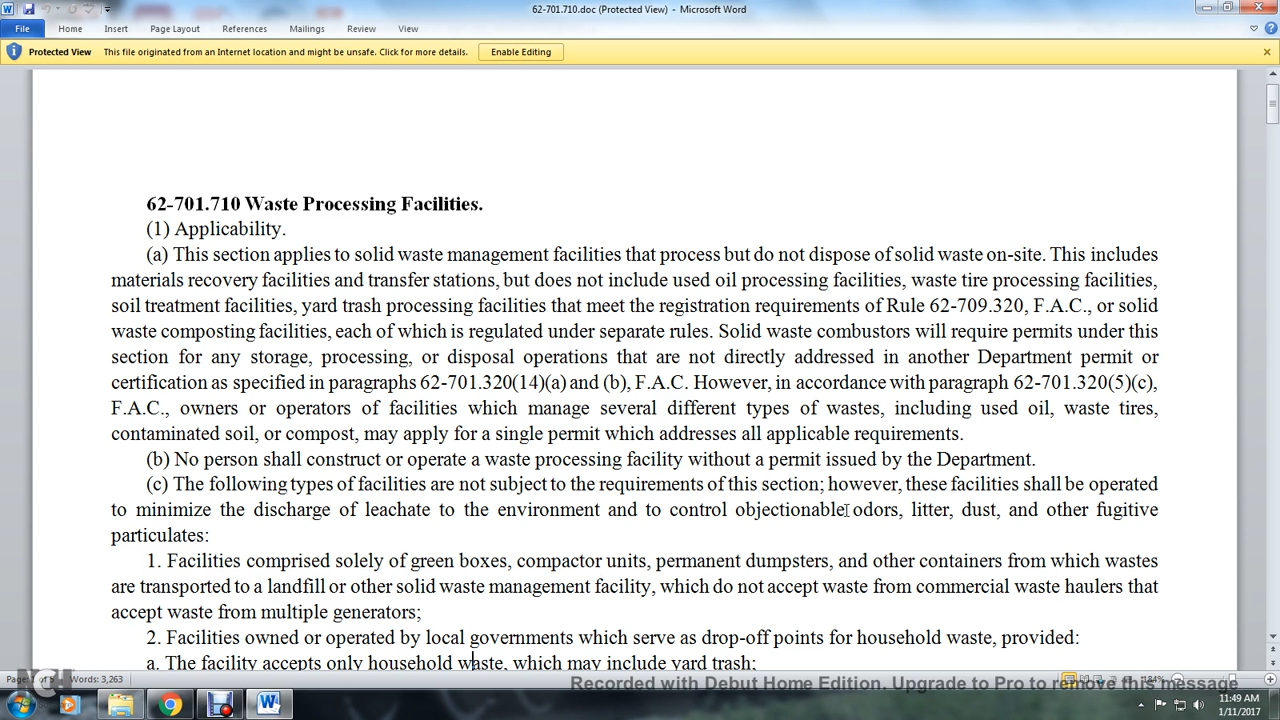 62-701.710.doc (Protected View) - Microsoft Word
File Home Insert Page Layout References Mailings Review View
Protected View This file originated from an Internet location and might be unsafe. Click for more details. Enable Editing
62-701.710 Waste Processing Facilities.
(1) Applicability.
(a) This section applies to solid waste management facilities that process but do not dispose of solid waste on-site. This includes
materials recovery facilities and transfer stations, but does not include used oil processing facilities, waste tire processing facilities,
soil treatment facilities, yard trash processing facilities that meet the registration requirements of Rule 62-709.320, F.A.C., or solid
waste composting facilities, each of which is regulated under separate rules. Solid waste combustors will require permits under this
section for any storage, processing, or disposal operations that are not directly addressed in another Department permit or
certification as specified in paragraphs 62-701.320(14)(a) and (b), F.A.C. However, in accordance with paragraph 62-701.320(5)(c),
F.A.C., owners or operators of facilities which manage several different types of wastes, including used oil, waste tires,
contaminated soil, or compost, may apply for a single permit which addresses all applicable requirements.
(b) No person shall construct or operate a waste processing facility without a permit issued by the Department.
(c) The following types of facilities are not subject to the requirements of this section; however, these facilities shall be operated
to minimize the discharge of leachate to the environment and to control objectionable odors, litter, dust, and other fugitive
particulates:
1. Facilities comprised solely of green boxes, compactor units, permanent dumpsters, and other containers from which wastes
are transported to a landfill or other solid waste management facility, which do not accept waste from commercial waste haulers that
accept waste from multiple generators;
2. Facilities owned or operated by local governments which serve as drop-off points for household waste, provided:
a. The facility accepts only household waste, which may include yard trash;
Words: 3,263
184%
Recorded with Debut Home Edition. Upgrade to Pro to remove this message
NCH
11:49 AM
1/11/2017